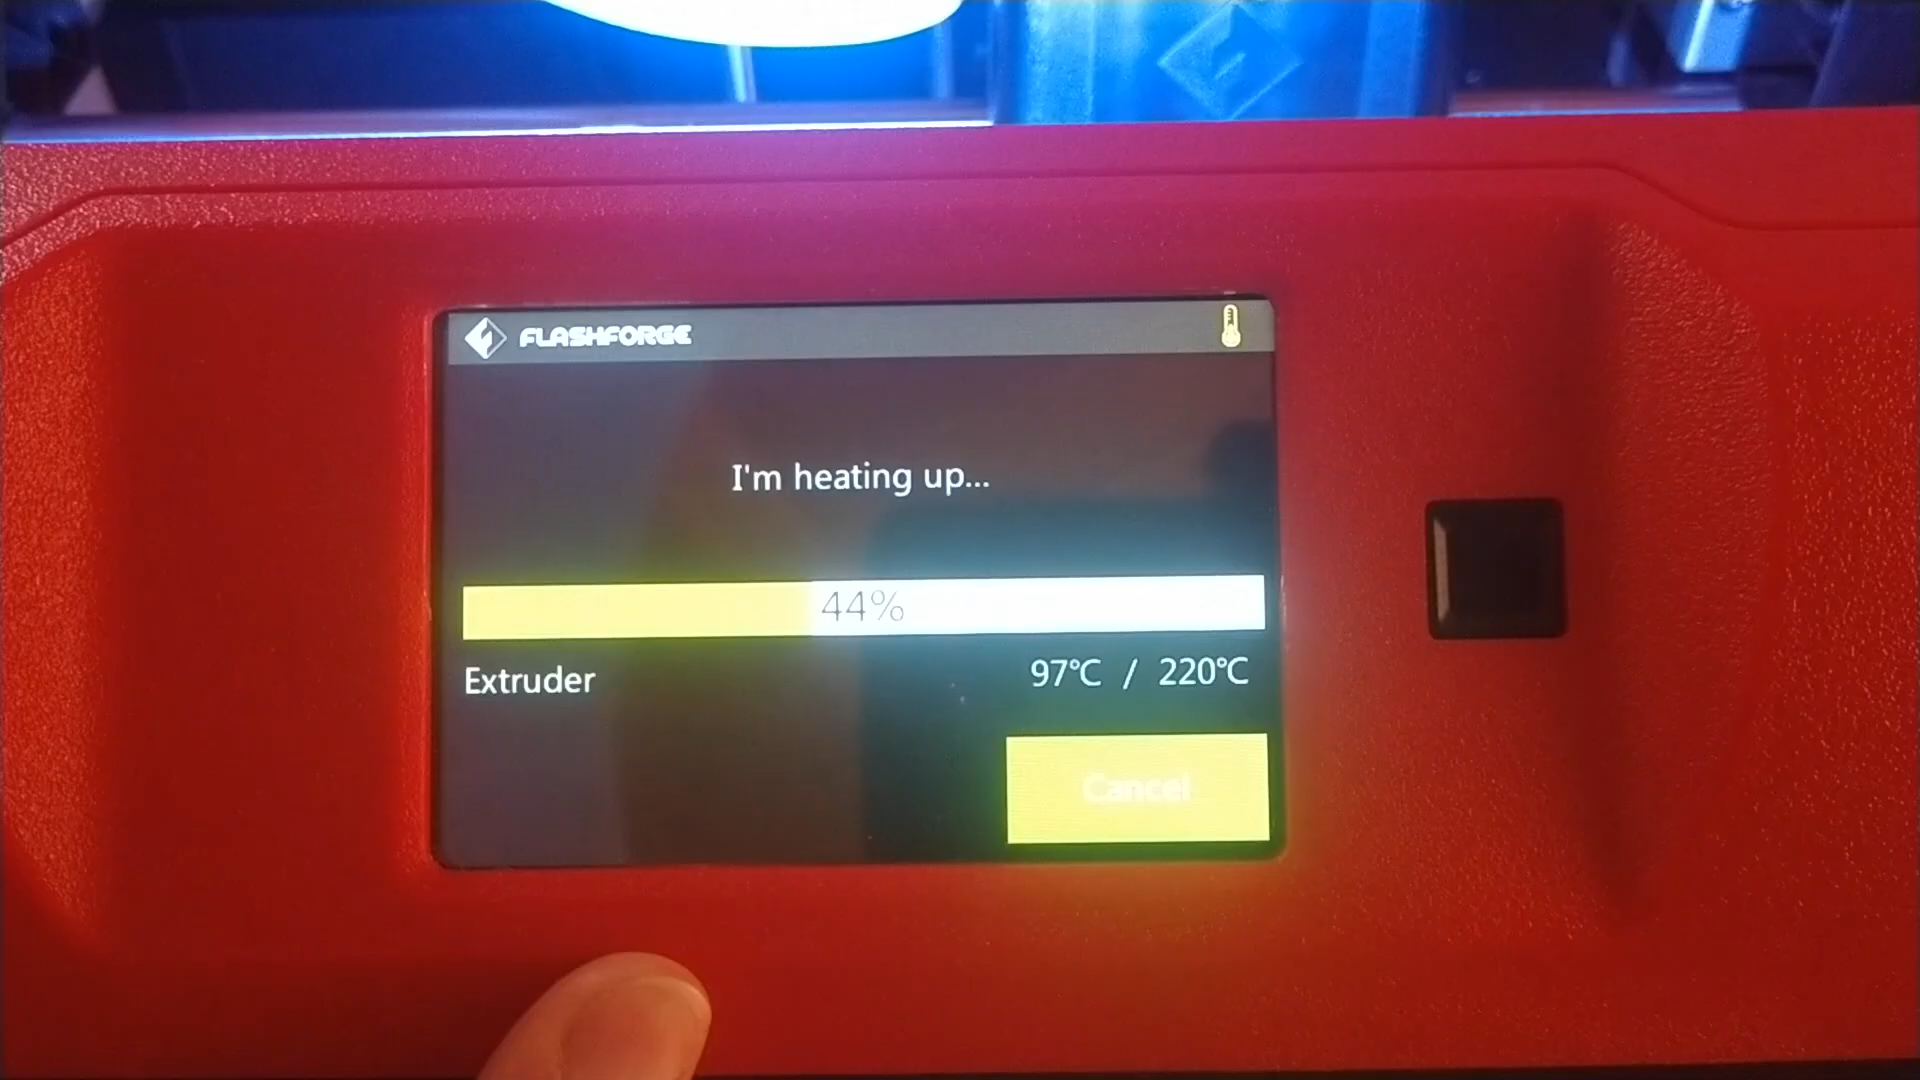 FLASHFORGE
I'm heating up...
44%
Extruder 97℃ / 220℃
Cancel